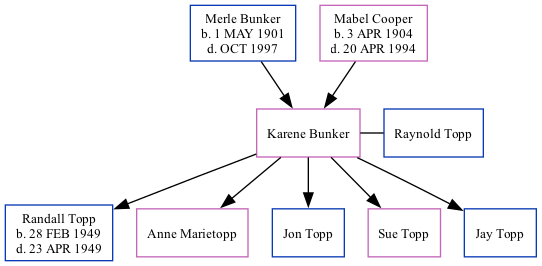 Merle Bunker
b. 1 MAY 1901
d. OCT 1997
Mabel Cooper
b. 3 APR 1904
d. 20 APR 1994
Karene Bunker
Raynold Topp
Randall Topp
b. 28 FEB 1949
d. 23 APR 1949
Anne Marietopp
Jon Topp
Sue Topp
Jay Topp